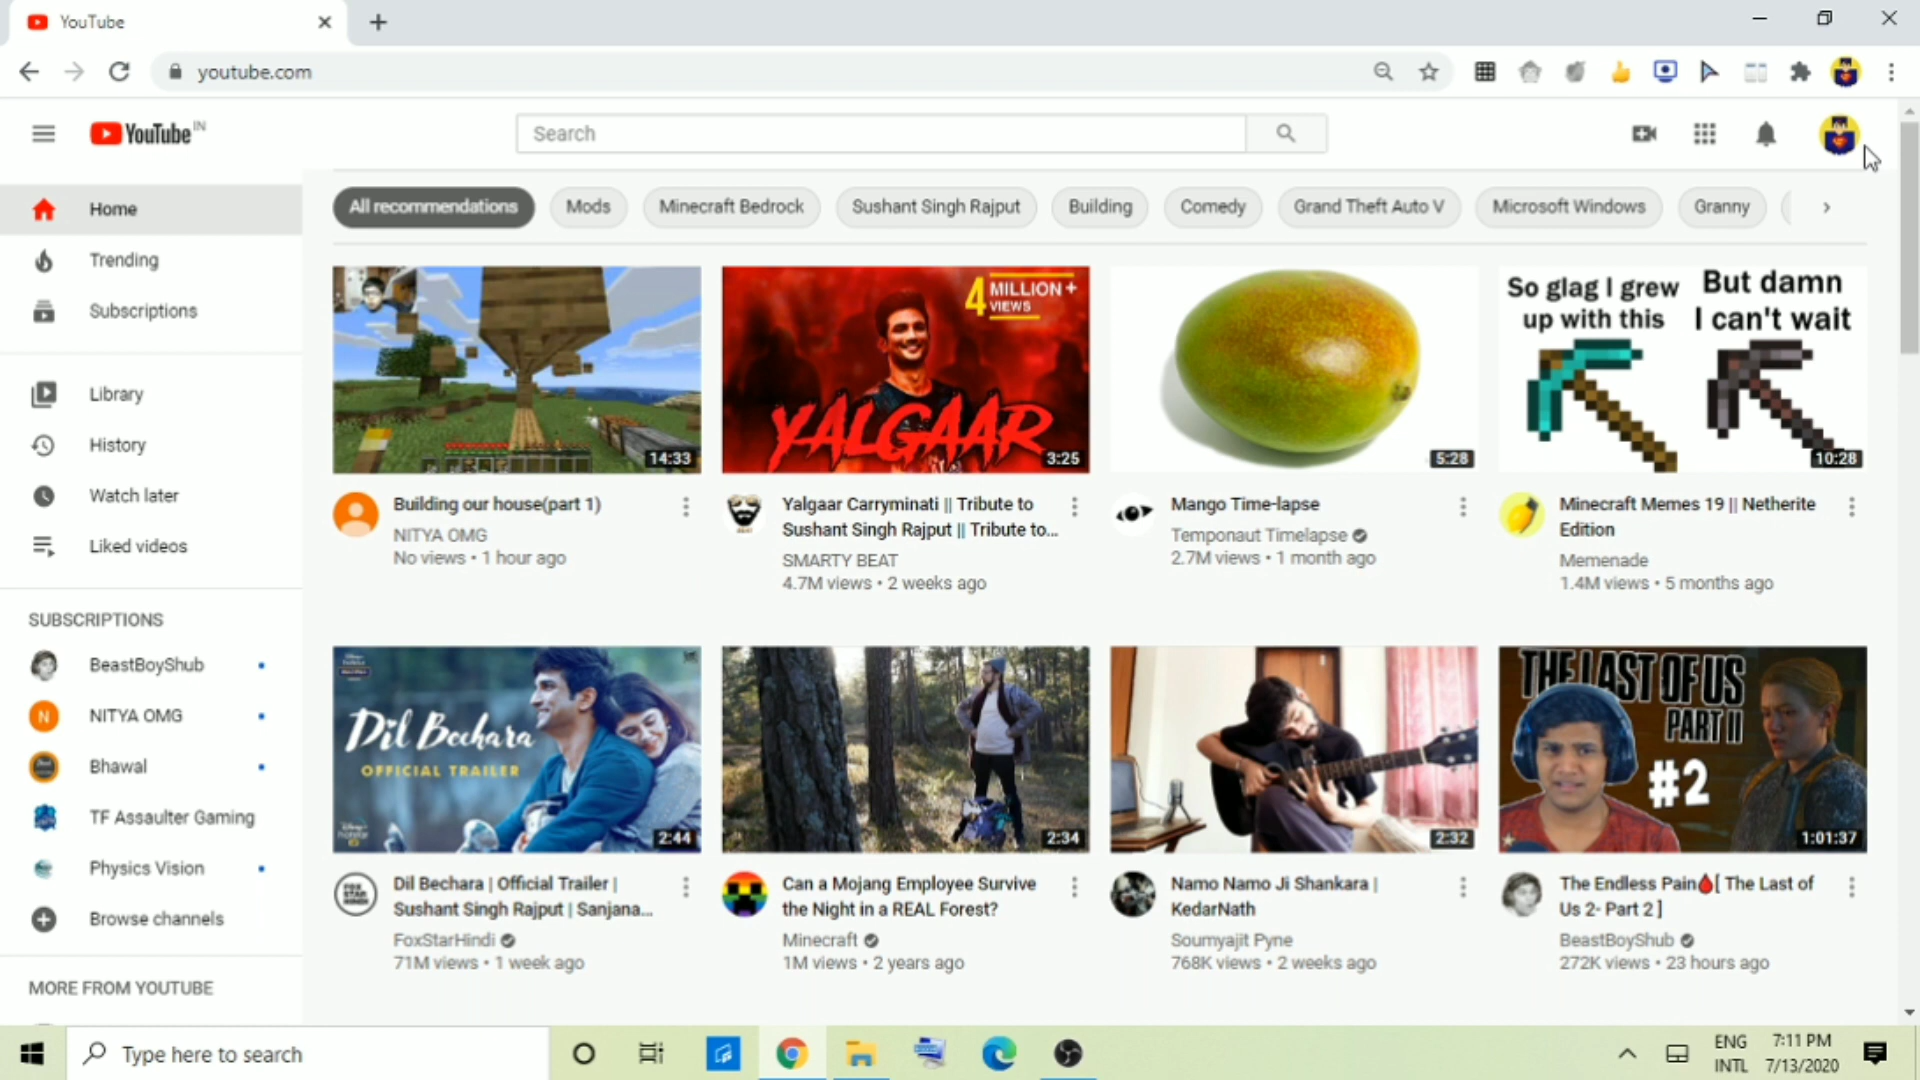 YouTube
youtube.com
YouTube IN
Search
Home
Trending
Subscriptions
Library
History
Watch later
Liked videos
SUBSCRIPTIONS
BeastBoyShub
N NITYA OMG
Bhawal
TF Assaulter Gaming
Physics Vision
Browse channels
MORE FROM YOUTUBE
All recommendations
Mods
Minecraft Bedrock
Sushant Singh Rajput
Building
Comedy
Grand Theft Auto V
Microsoft Windows
Granny
14:33
Building our house(part 1)
NITYA OMG
No views • 1 hour ago
4 MILLION +
VIEWS
YALGAAR
3:25
Yalgaar Carryminati || Tribute to
Sushant Singh Rajput || Tribute to...
SMARTY BEAT
4.7M views • 2 weeks ago
5:28
Mango Time-lapse
Temponaut Timelapse
2.7M views • 1 month ago
So glag I grew
up with this
But damn
I can't wait
10:28
Minecraft Memes 19 || Netherite
Edition
Memenade
1.4M views • 5 months ago
Dil Bechara
OFFICIAL TRAILER
2:44
FOX
STAR
HINDI
Dil Bechara | Official Trailer |
Sushant Singh Rajput | Sanjana...
FoxStarHindi
71M views • 1 week ago
2:34
Can a Mojang Employee Survive
the Night in a REAL Forest?
Minecraft
1M views • 2 years ago
2:32
Namo Namo Ji Shankara |
KedarNath
Soumyajit Pyne
768K views • 2 weeks ago
THE LAST OF US
PART II
#2
1:01:37
The Endless Pain🩸[ The Last of
Us 2- Part 2 ]
BeastBoyShub
272K views • 23 hours ago
Type here to search
ENG
INTL
7:11 PM
7/13/2020